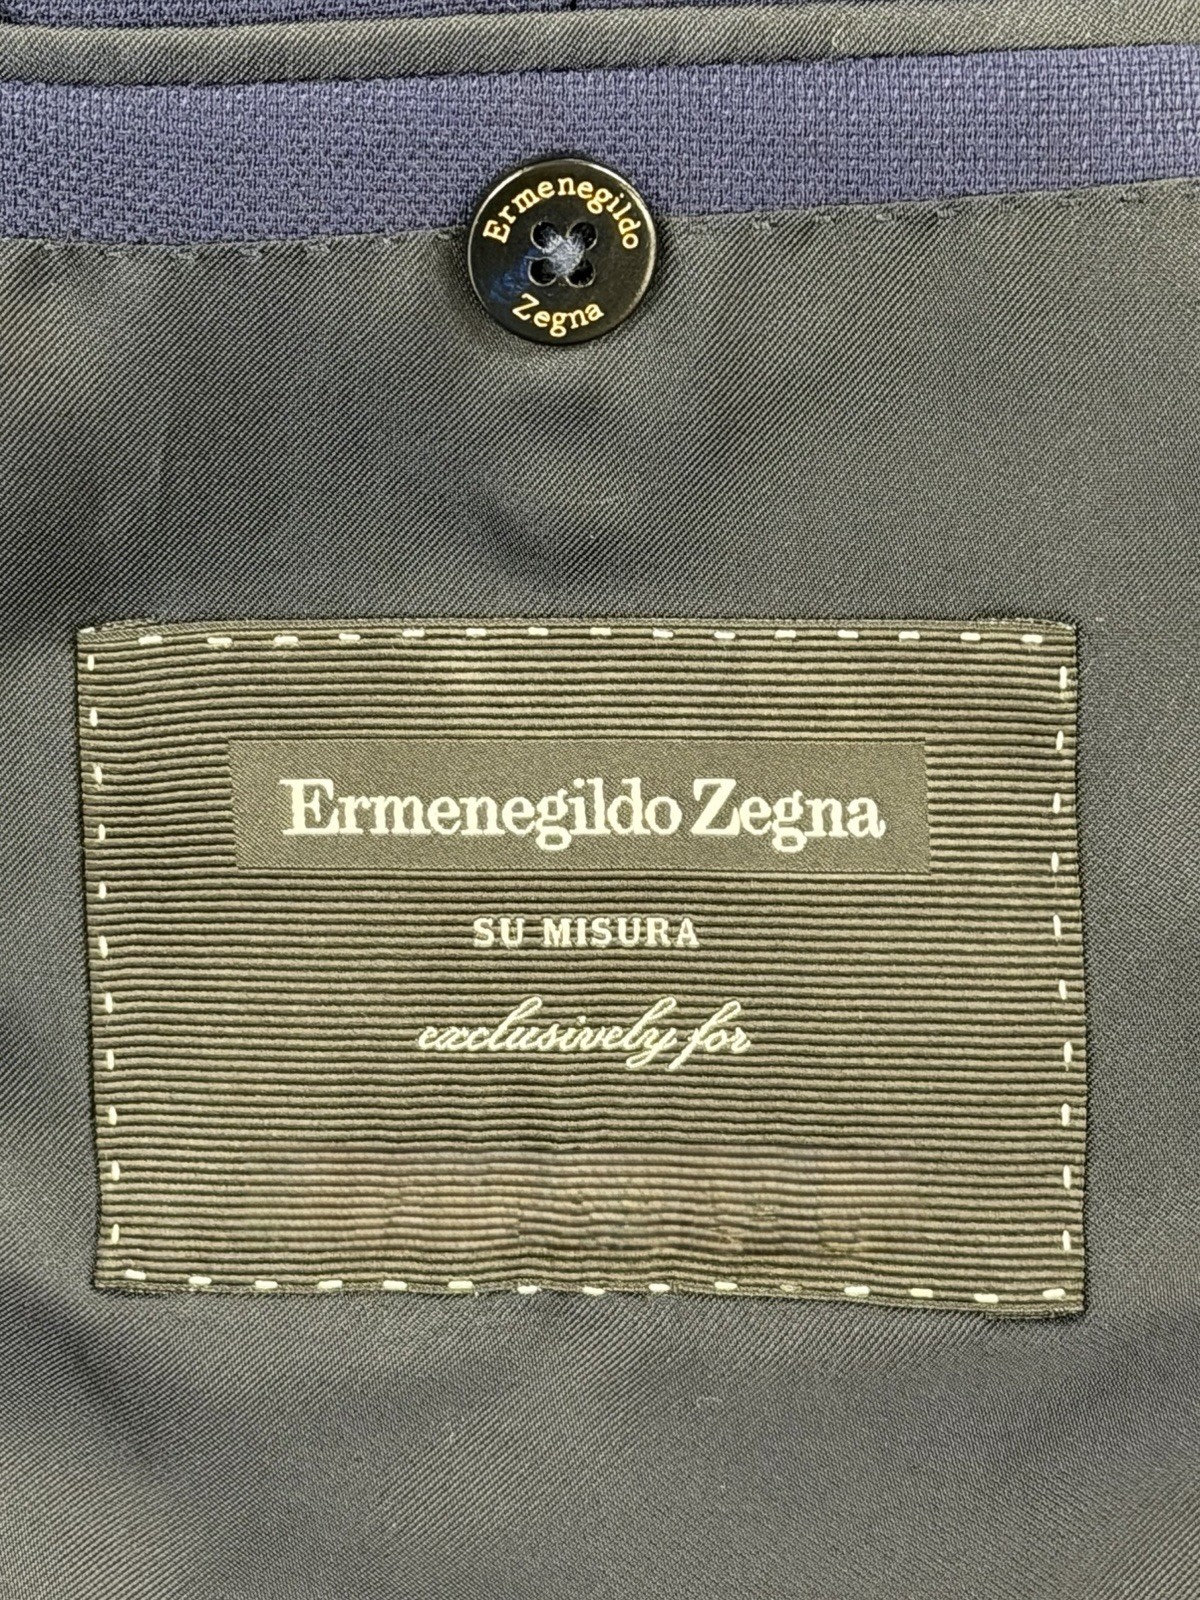 Ermenegildo
Zegna
Ermenegildo Zegna
SU MISURA
exclusively for